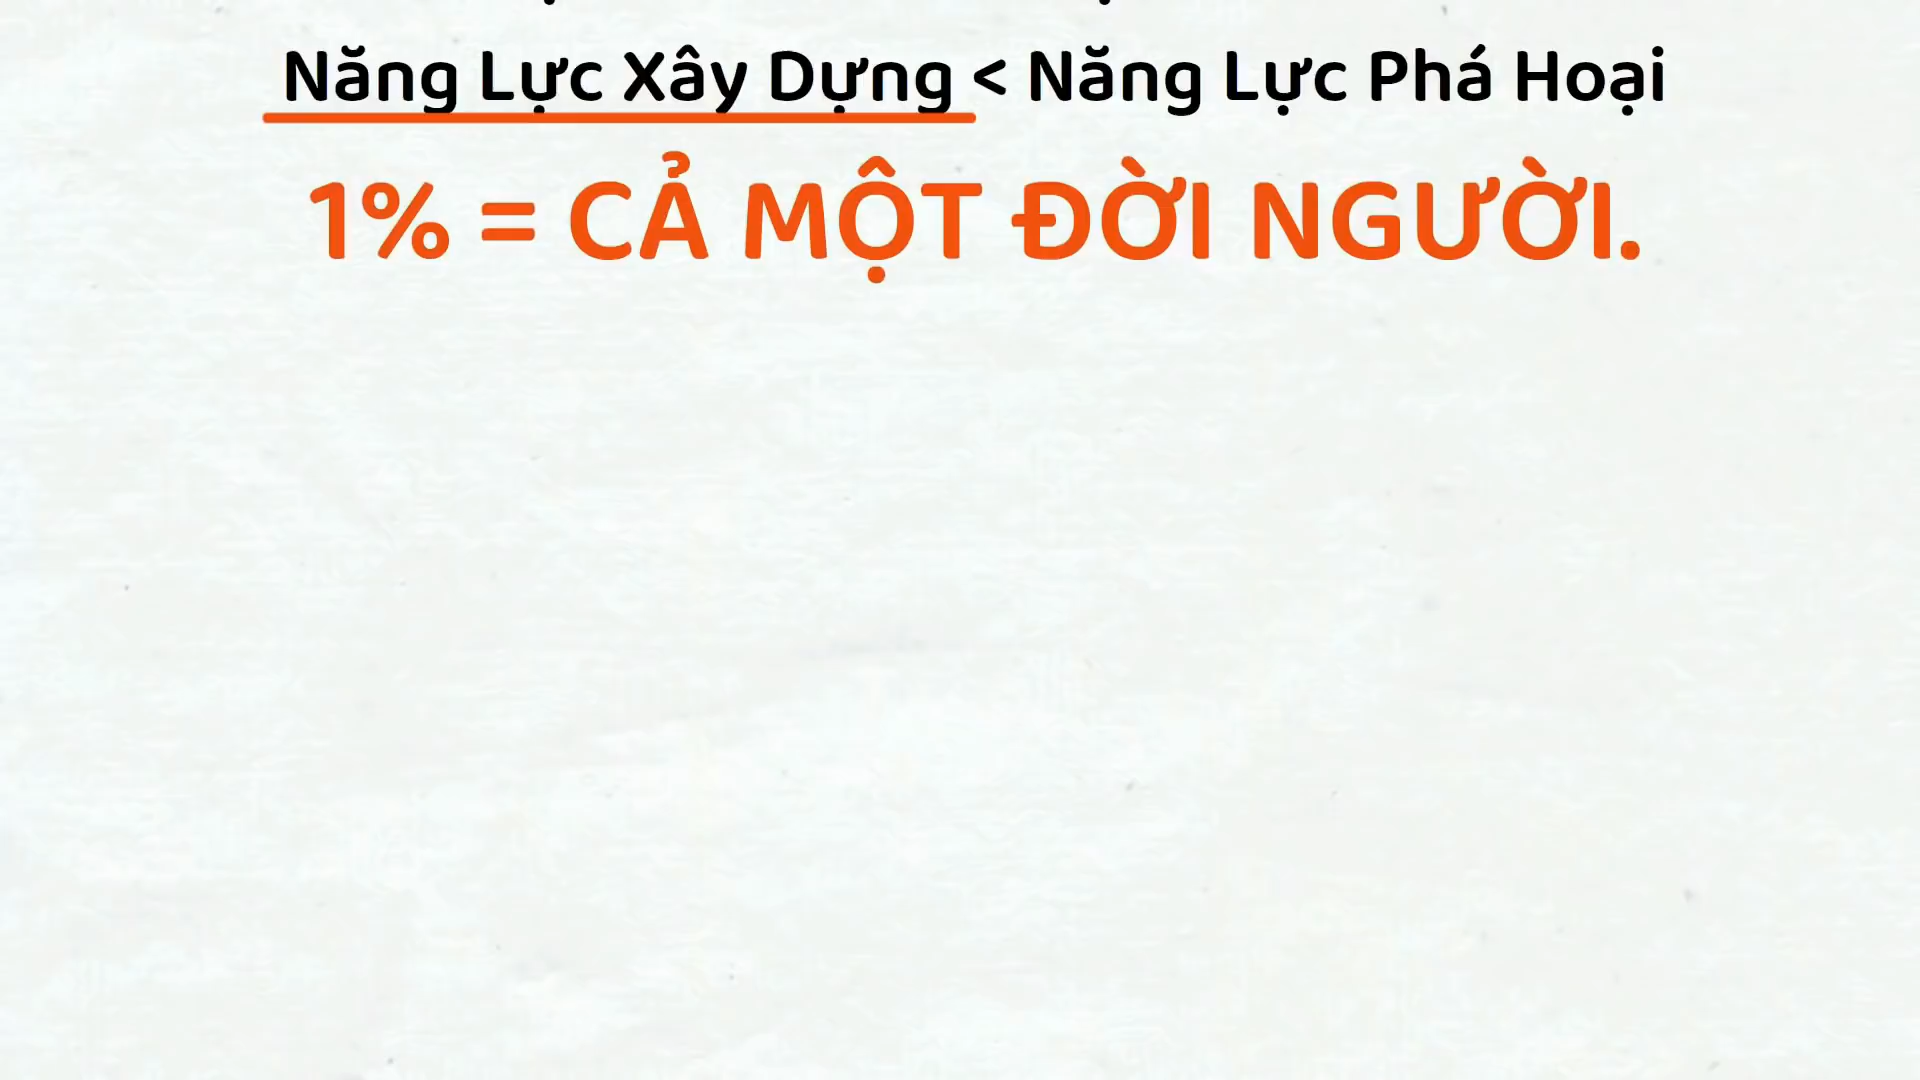 Năng Lực Xây Dựng < Năng Lực Phá Hoại
1% = CẢ MỘT ĐỜI NGƯỜI.